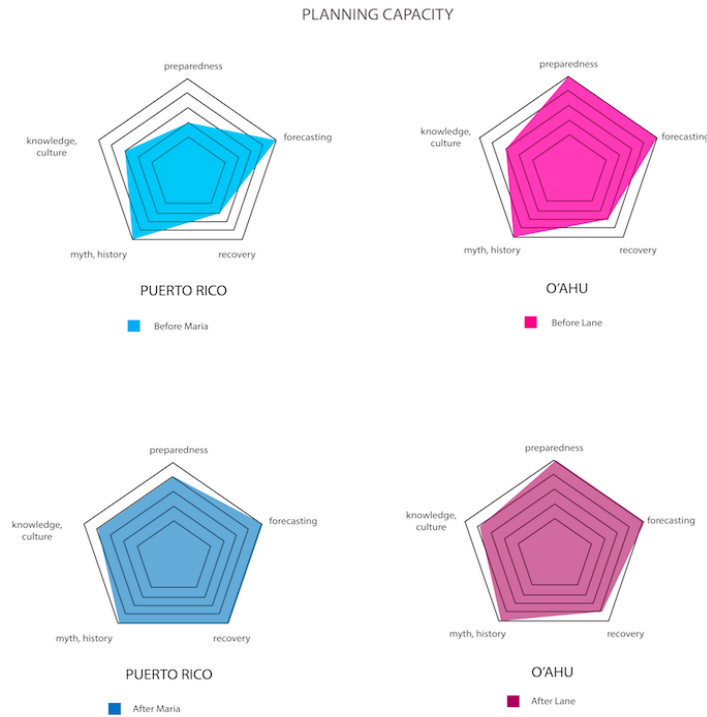 PLANNING CAPACITY
preparedness
knowledge,
culture
forecasting
myth, history
recovery
PUERTO RICO
Before Maria
preparedness
knowledge,
culture
forecasting
myth, history
recovery
O'AHU
Before Lane
preparedness
knowledge,
culture
forecasting
myth, history
recovery
PUERTO RICO
After Maria
preparedness
knowledge,
culture
forecasting
myth, history
recovery
O'AHU
After Lane